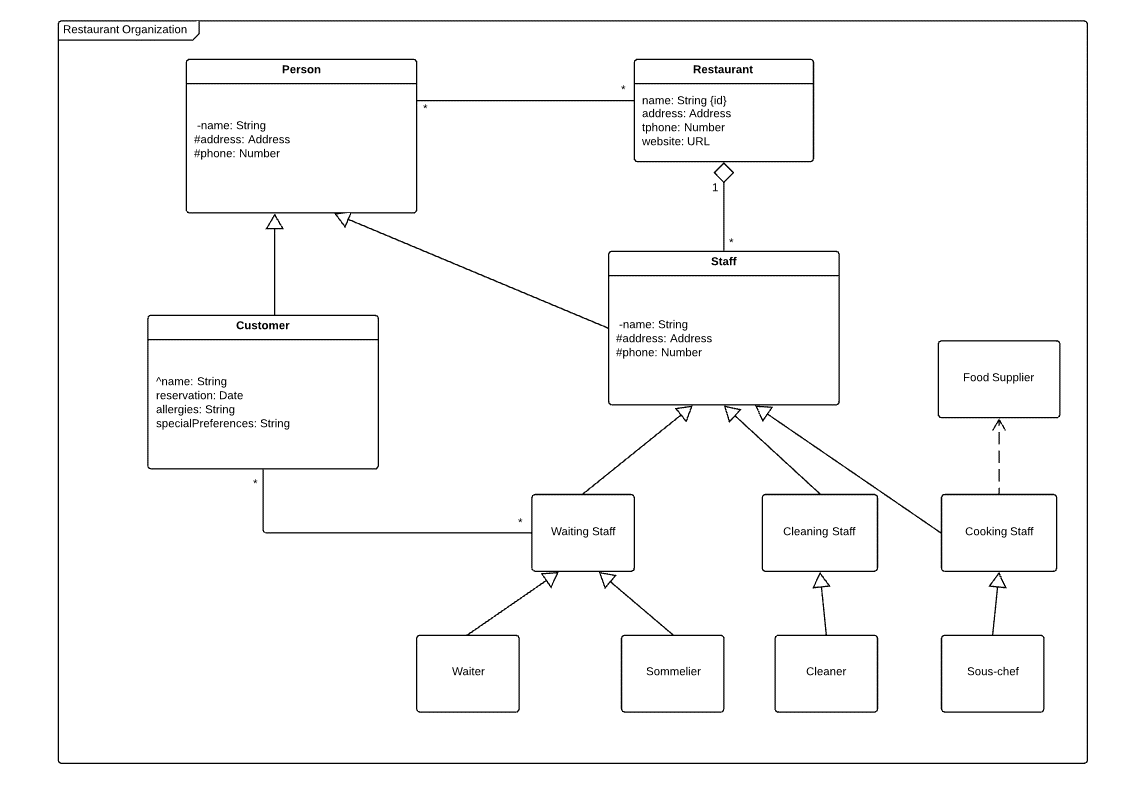 Restaurant Organization
Person
-name: String
#address: Address
#phone: Number
*
*
Restaurant
name: String {id}
address: Address
tphone: Number
website: URL
1
*
Staff
-name: String
#address: Address
#phone: Number
Customer
^name: String
reservation: Date
allergies: String
specialPreferences: String
*
*
Food Supplier
Waiting Staff
Cleaning Staff
Cooking Staff
Waiter
Sommelier
Cleaner
Sous-chef